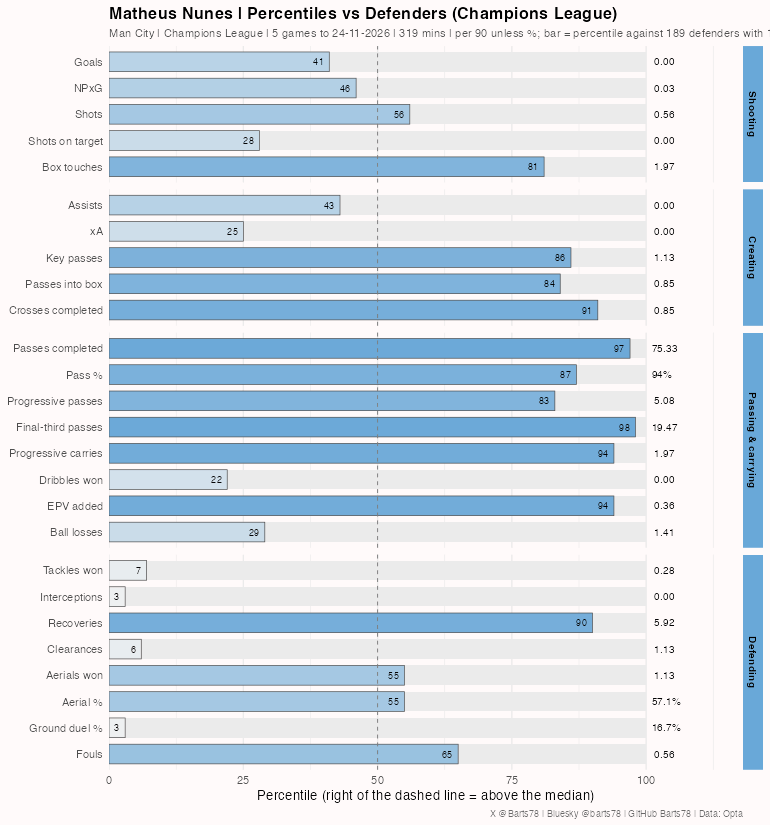 Matheus Nunes | Percentiles vs Defenders (Champions League)
Man City | Champions League | 5 games to 24-11-2026 | 319 mins | per 90 unless %; bar = percentile against 189 defenders with
Goals 41 0.00
NPxG 46 0.03
Shots 56 0.56
Shots on target 28 0.00
Box touches 81 1.97
Shooting
Assists 43 0.00
xA 25 0.00
Key passes 86 1.13
Passes into box 84 0.85
Crosses completed 91 0.85
Creating
Passes completed 97 75.33
Pass % 87 94%
Progressive passes 83 5.08
Final-third passes 98 19.47
Progressive carries 94 1.97
Dribbles won 22 0.00
EPV added 94 0.36
Ball losses 29 1.41
Passing & carrying
Tackles won 7 0.28
Interceptions 3 0.00
Recoveries 90 5.92
Clearances 6 1.13
Aerials won 55 1.13
Aerial % 55 57.1%
Ground duel % 3 16.7%
Fouls 65 0.56
Defending
0 25 50 75 100
Percentile (right of the dashed line = above the median)
X @Barts78 | Bluesky @barts78 | GitHub Barts78 | Data: Opta